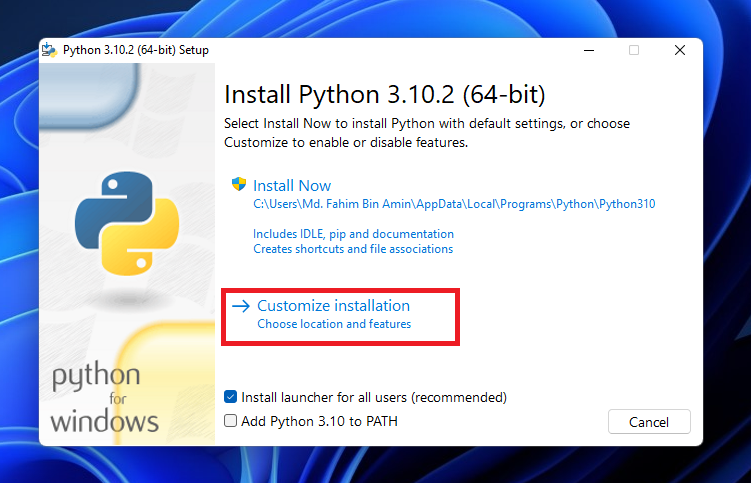 Python 3.10.2 (64-bit) Setup
Install Python 3.10.2 (64-bit)
Select Install Now to install Python with default settings, or choose
Customize to enable or disable features.
Install Now
C:\Users\Md. Fahim Bin Amin\AppData\Local\Programs\Python\Python310
Includes IDLE, pip and documentation
Creates shortcuts and file associations
Customize installation
Choose location and features
python
for
windows
Install launcher for all users (recommended)
Add Python 3.10 to PATH
Cancel